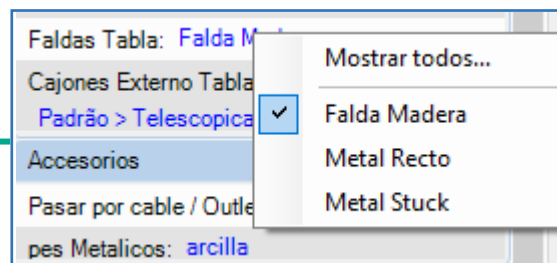 Faldas Tabla: Falda M
Cajones Externo Tabla
Padrão > Telescopica
Accesorios
Pasar por cable / Outle
pes Metalicos: arcilla
Mostrar todos...
Falda Madera
Metal Recto
Metal Stuck